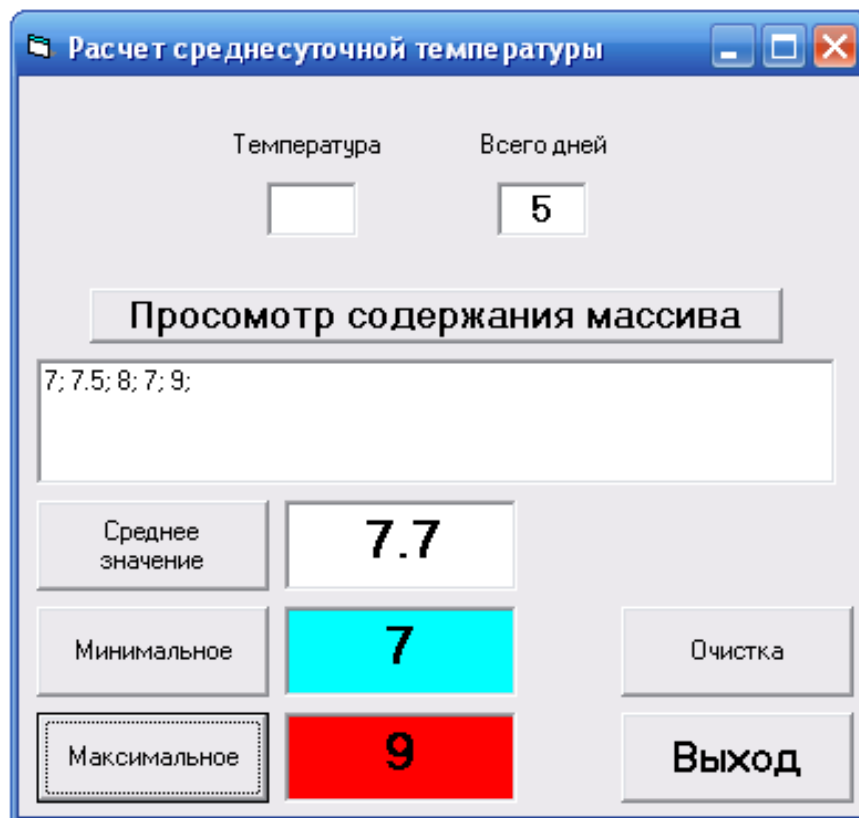 Расчет среднесуточной температуры
Температура Всего дней
5
Просомотр содержания массива
7; 7.5; 8; 7; 9;
Среднее
значение
7.7
Минимальное
7
Очистка
Максимальное
9
Выход